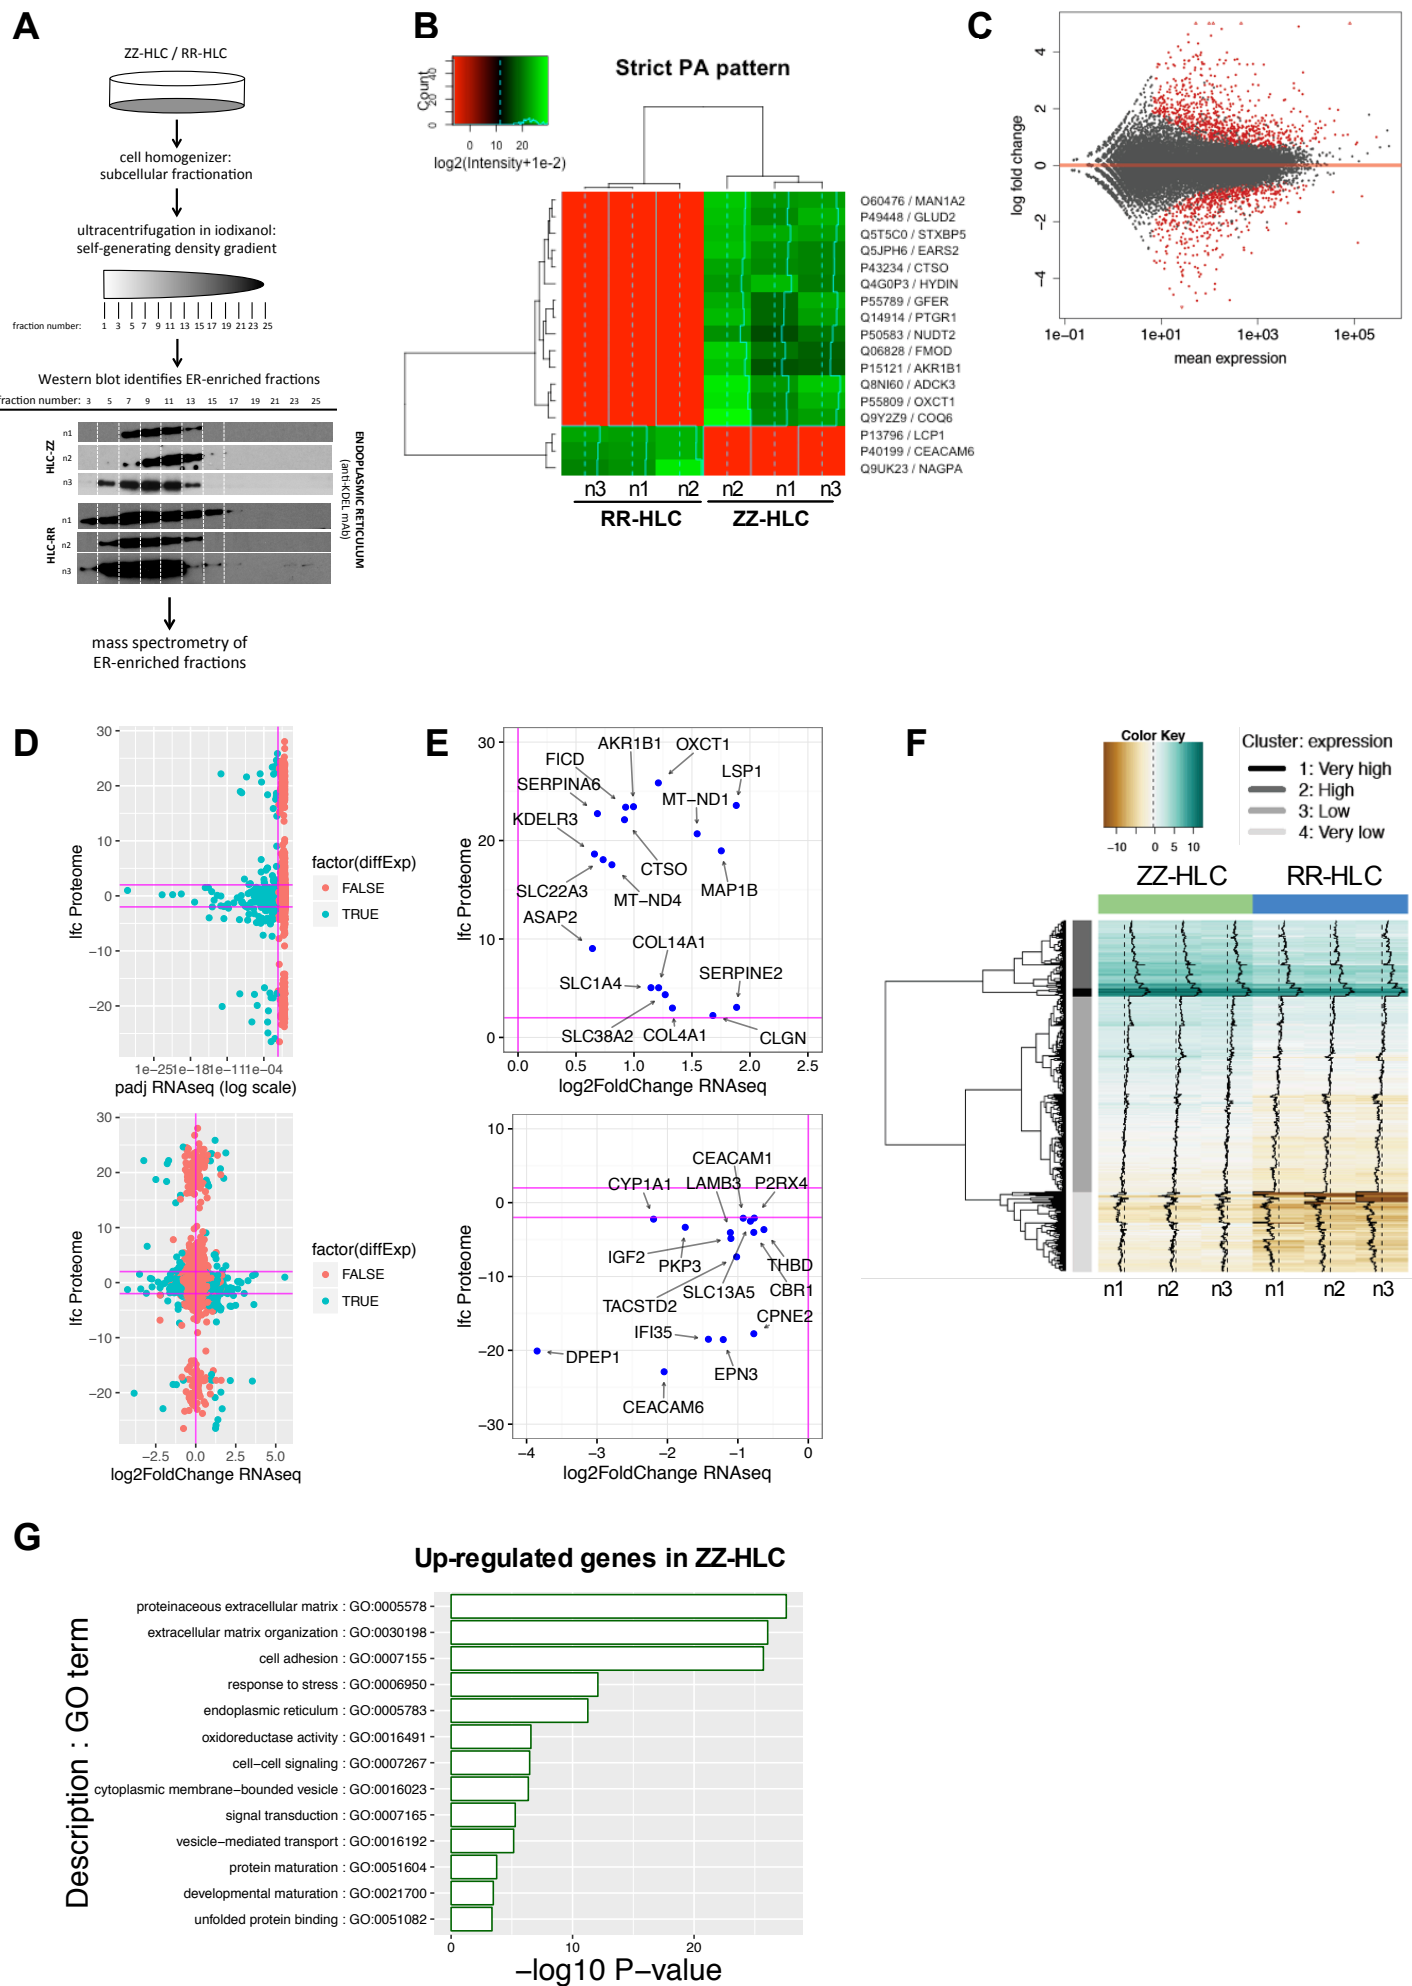 A
ZZ-HLC / RR-HLC
cell homogenizer:
subcellular fractionation
ultracentrifugation in iodixanol:
self-generating density gradient
fraction number: 1 3 5 7 9 11 13 15 17 19 21 23 25
Western blot identifies ER-enriched fractions
fraction number: 3 5 7 9 11 13 15 17 19 21 23 25
HLC-ZZ
n1
n2
n3
HLC-RR
n1
n2
n3
ENDOPLASMIC RETICULUM
(anti-KDEL mAb)
mass spectrometry of
ER-enriched fractions
B
Strict PA pattern
Count
0 20 40
0 10 20
log2(Intensity+1e-2)
O60476 / MAN1A2
P49448 / GLUD2
Q5T5C0 / STXBP5
Q5JPH6 / EARS2
P43234 / CTSO
Q4G0P3 / HYDIN
P55789 / GFER
Q14914 / PTGR1
P50583 / NUDT2
Q06828 / FMOD
P15121 / AKR1B1
Q8NI60 / ADCK3
P55809 / OXCT1
Q9Y2Z9 / COQ6
P13796 / LCP1
P40199 / CEACAM6
Q9UK23 / NAGPA
n3 n1 n2 n2 n1 n3
RR-HLC ZZ-HLC
C
log fold change
4
2
0
−2
−4
1e−01 1e+01 1e+03 1e+05
mean expression
D
lfc Proteome
30
20
10
0
−10
−20
1e−251e−181e−111e−04
padj RNAseq (log scale)
factor(diffExp)
FALSE
TRUE
lfc Proteome
30
20
10
0
−10
−20
−2.5 0.0 2.5 5.0
log2FoldChange RNAseq
factor(diffExp)
FALSE
TRUE
E
lfc Proteome
30
20
10
0
AKR1B1
OXCT1
FICD
LSP1
SERPINA6
MT−ND1
KDELR3
CTSO
SLC22A3
MAP1B
MT−ND4
ASAP2
COL14A1
SLC1A4
SERPINE2
SLC38A2
COL4A1
CLGN
0.0 0.5 1.0 1.5 2.0 2.5
log2FoldChange RNAseq
lfc Proteome
10
0
−10
−20
−30
CEACAM1
CYP1A1
LAMB3
P2RX4
IGF2
PKP3
THBD
SLC13A5
CBR1
TACSTD2
CPNE2
IFI35
DPEP1
EPN3
CEACAM6
−4 −3 −2 −1 0
log2FoldChange RNAseq
F
Color Key
−10 0 5 10
Cluster: expression
1: Very high
2: High
3: Low
4: Very low
ZZ-HLC RR-HLC
n1 n2 n3 n1 n2 n3
G
Up-regulated genes in ZZ-HLC
Description : GO term
proteinaceous extracellular matrix : GO:0005578
extracellular matrix organization : GO:0030198
cell adhesion : GO:0007155
response to stress : GO:0006950
endoplasmic reticulum : GO:0005783
oxidoreductase activity : GO:0016491
cell−cell signaling : GO:0007267
cytoplasmic membrane−bounded vesicle : GO:0016023
signal transduction : GO:0007165
vesicle−mediated transport : GO:0016192
protein maturation : GO:0051604
developmental maturation : GO:0021700
unfolded protein binding : GO:0051082
0 10 20
−log10 P−value